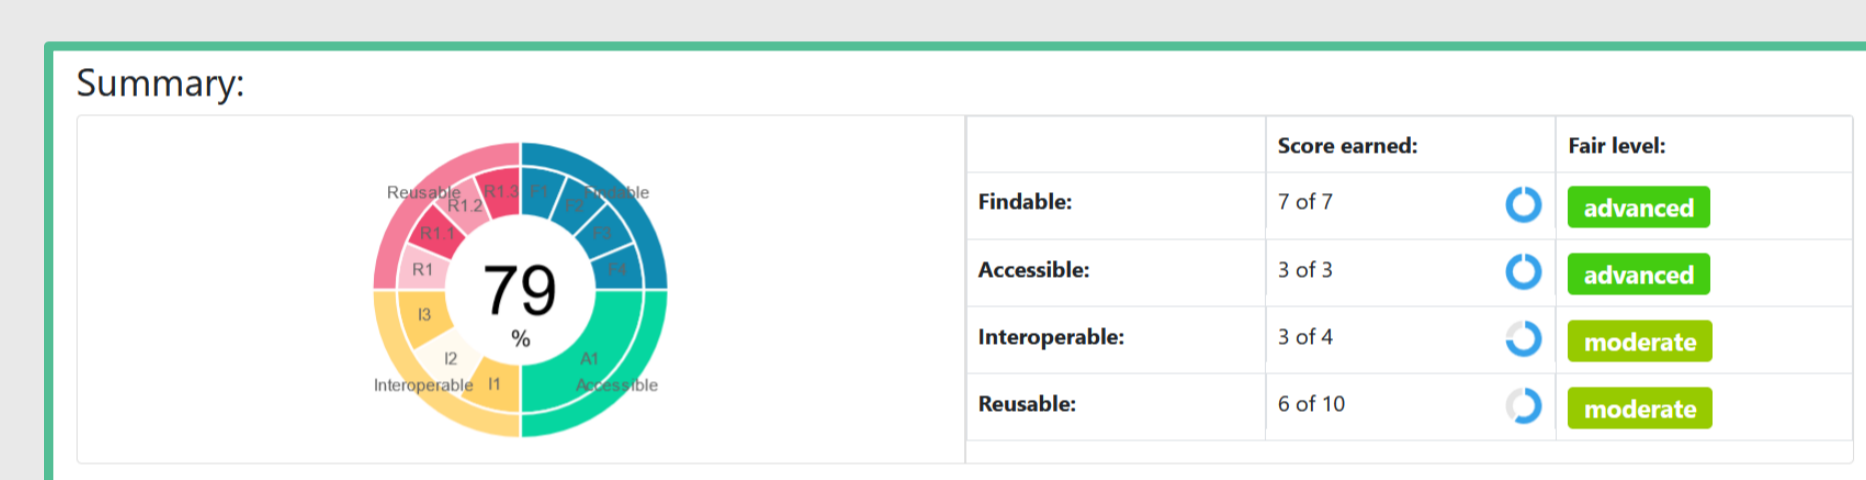 Summary:
Reusable
R1.3
F1
Findable
R1.2
F2
R1.1
F3
R1
F4
79
%
I3
I2
A1
Interoperable
I1
Accessible
Score earned:
Fair level:
Findable:
7 of 7
advanced
Accessible:
3 of 3
advanced
Interoperable:
3 of 4
moderate
Reusable:
6 of 10
moderate